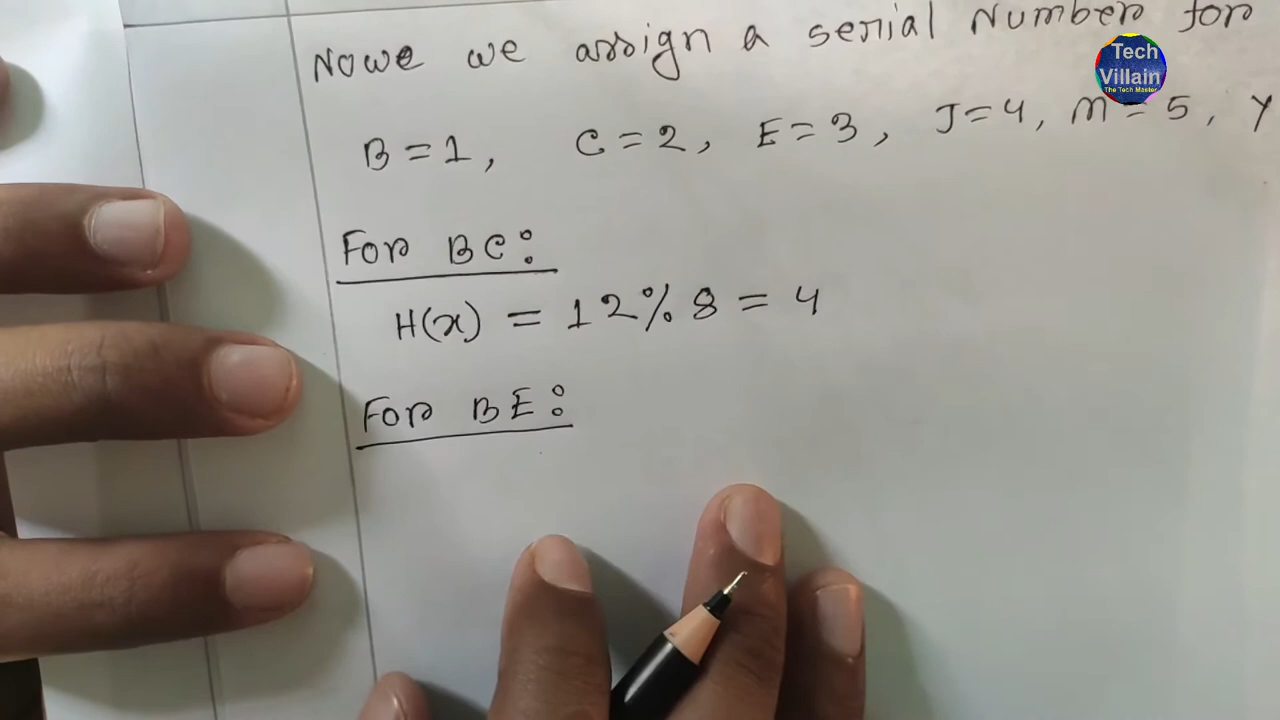 Nowe we assign a serial Number for
Tech
Villain
The Tech Master
B = 1, C = 2, E = 3, J = 4, M = 5, Y
For BC:
H(x) = 12 % 8 = 4
For BE: